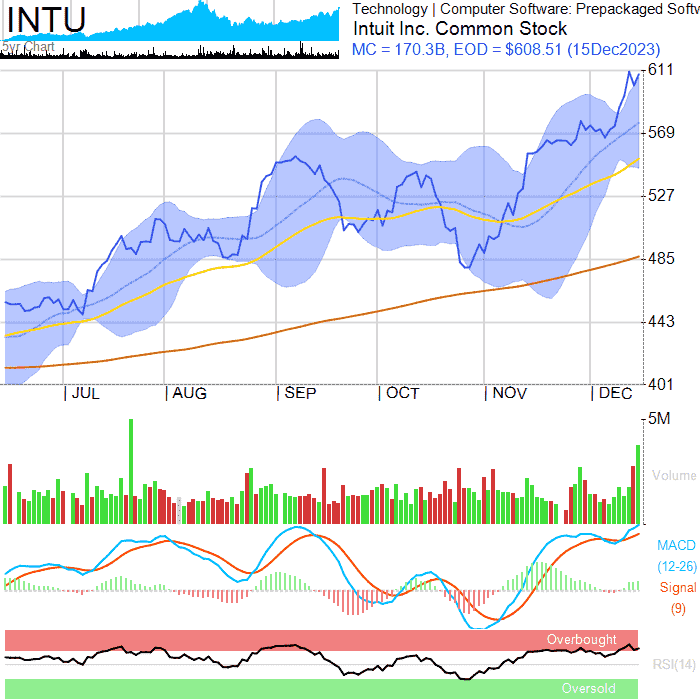 INTU
5yr Chart
Technology | Computer Software: Prepackaged Softw
Intuit Inc. Common Stock
MC = 170.3B, EOD = $608.51 (15Dec2023)
611
569
527
485
443
401
JUL AUG SEP OCT NOV DEC
5M
Volume
MACD
(12-26)
Signal
(9)
Overbought
RSI(14)
Oversold